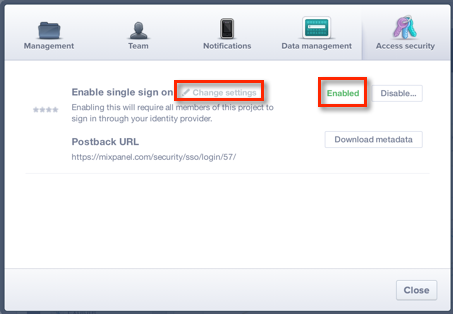 Management Team Notifications Data management Access security
Enable single sign on Change settings Enabled Disable...
****
Enabling this will require all members of this project to
sign in through your identity provider.
Postback URL Download metadata
https://mixpanel.com/security/sso/login/57/
Close